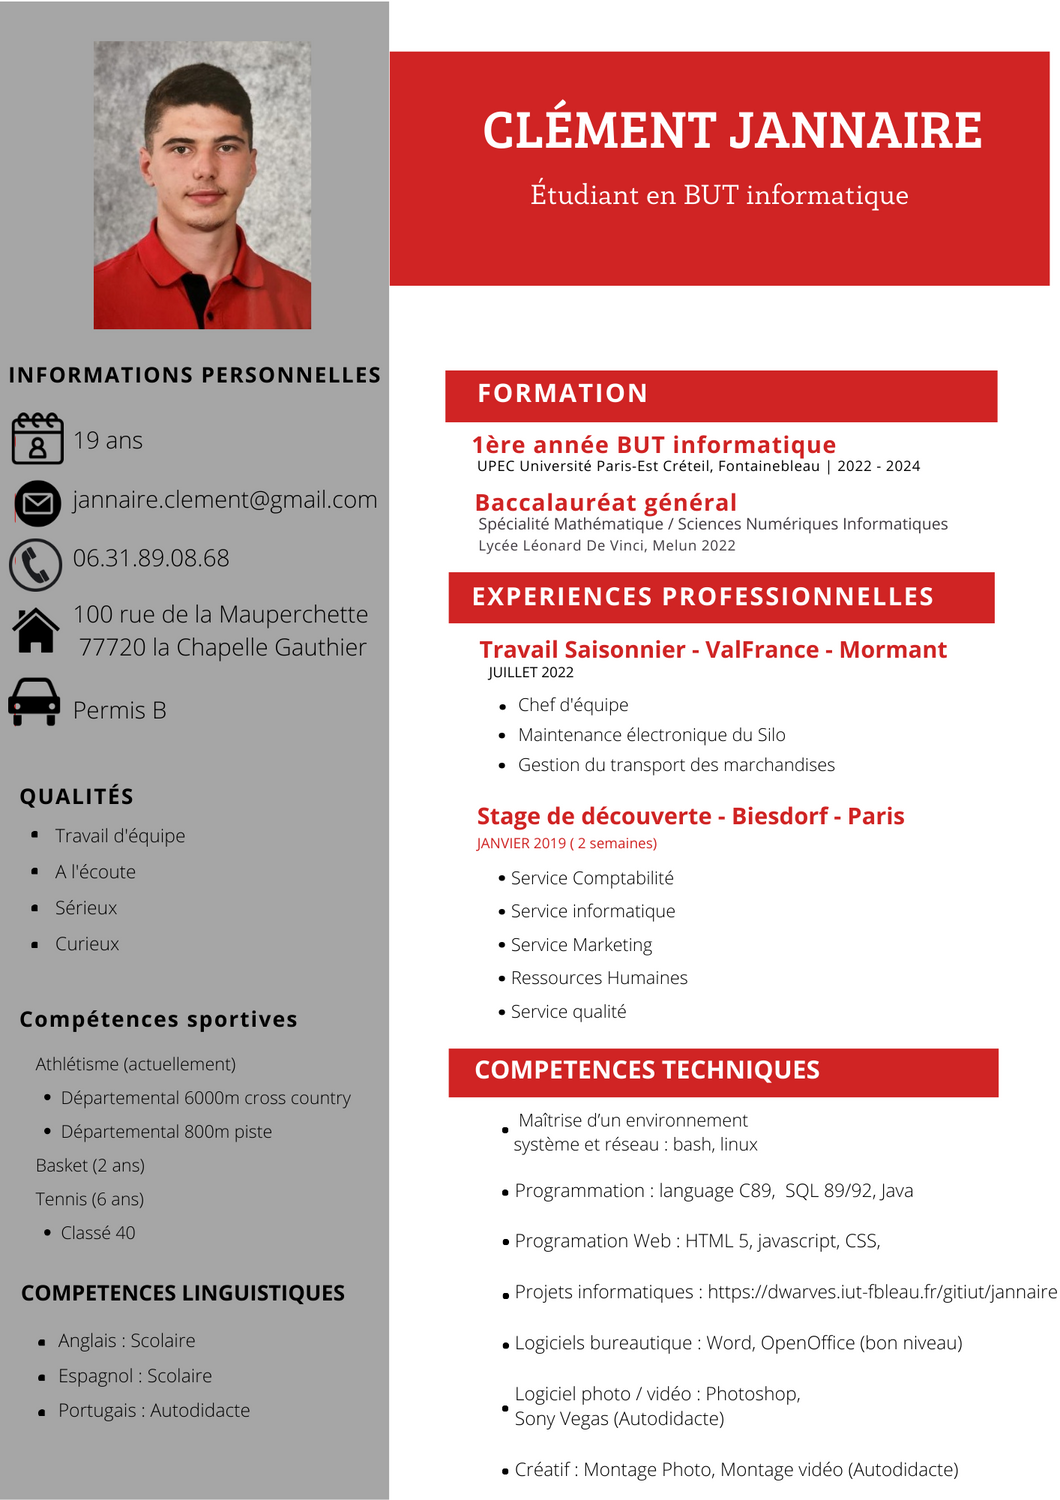 CLÉMENT JANNAIRE
Étudiant en BUT informatique
INFORMATIONS PERSONNELLES
19 ans
jannaire.clement@gmail.com
06.31.89.08.68
100 rue de la Mauperchette
77720 la Chapelle Gauthier
Permis B
QUALITÉS
Travail d'équipe
A l'écoute
Sérieux
Curieux
Compétences sportives
Athlétisme (actuellement)
Départemental 6000m cross country
Départemental 800m piste
Basket (2 ans)
Tennis (6 ans)
Classé 40
COMPETENCES LINGUISTIQUES
Anglais : Scolaire
Espagnol : Scolaire
Portugais : Autodidacte
FORMATION
1ère année BUT informatique
UPEC Université Paris-Est Créteil, Fontainebleau | 2022 - 2024
Baccalauréat général
Spécialité Mathématique / Sciences Numériques Informatiques
Lycée Léonard De Vinci, Melun 2022
EXPERIENCES PROFESSIONNELLES
Travail Saisonnier - ValFrance - Mormant
JUILLET 2022
Chef d'équipe
Maintenance électronique du Silo
Gestion du transport des marchandises
Stage de découverte - Biesdorf - Paris
JANVIER 2019 ( 2 semaines)
Service Comptabilité
Service informatique
Service Marketing
Ressources Humaines
Service qualité
COMPETENCES TECHNIQUES
Maîtrise d’un environnement
système et réseau : bash, linux
Programmation : language C89, SQL 89/92, Java
Programation Web : HTML 5, javascript, CSS,
Projets informatiques : https://dwarves.iut-fbleau.fr/gitiut/jannaire
Logiciels bureautique : Word, OpenOffice (bon niveau)
Logiciel photo / vidéo : Photoshop,
Sony Vegas (Autodidacte)
Créatif : Montage Photo, Montage vidéo (Autodidacte)